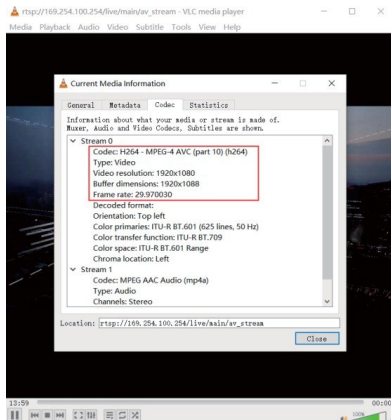 rtsp://169.254.100.254/live/main/av_stream - VLC media player
Media Playback Audio Video Subtitle Tools View Help
Current Media Information
General Metadata Codec Statistics
Information about what your media or stream is made of.
Muxer, Audio and Video Codecs, Subtitles are shown.
Stream 0
Codec: H264 - MPEG-4 AVC (part 10) (h264)
Type: Video
Video resolution: 1920x1080
Buffer dimensions: 1920x1088
Frame rate: 29.970030
Decoded format:
Orientation: Top left
Color primaries: ITU-R BT.601 (625 lines, 50 Hz)
Color transfer function: ITU-R BT.709
Color space: ITU-R BT.601 Range
Chroma location: Left
Stream 1
Codec: MPEG AAC Audio (mp4a)
Type: Audio
Channels: Stereo
Location: rtsp://169.254.100.254/live/main/av_stream
Close
13:59 00:00
100%